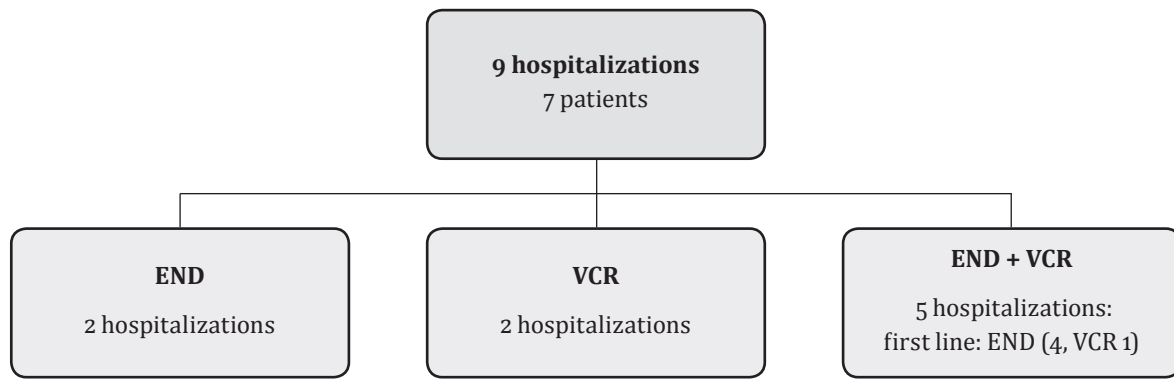 9 hospitalizations
7 patients
END
2 hospitalizations
VCR
2 hospitalizations
END + VCR
5 hospitalizations:
first line: END (4, VCR 1)